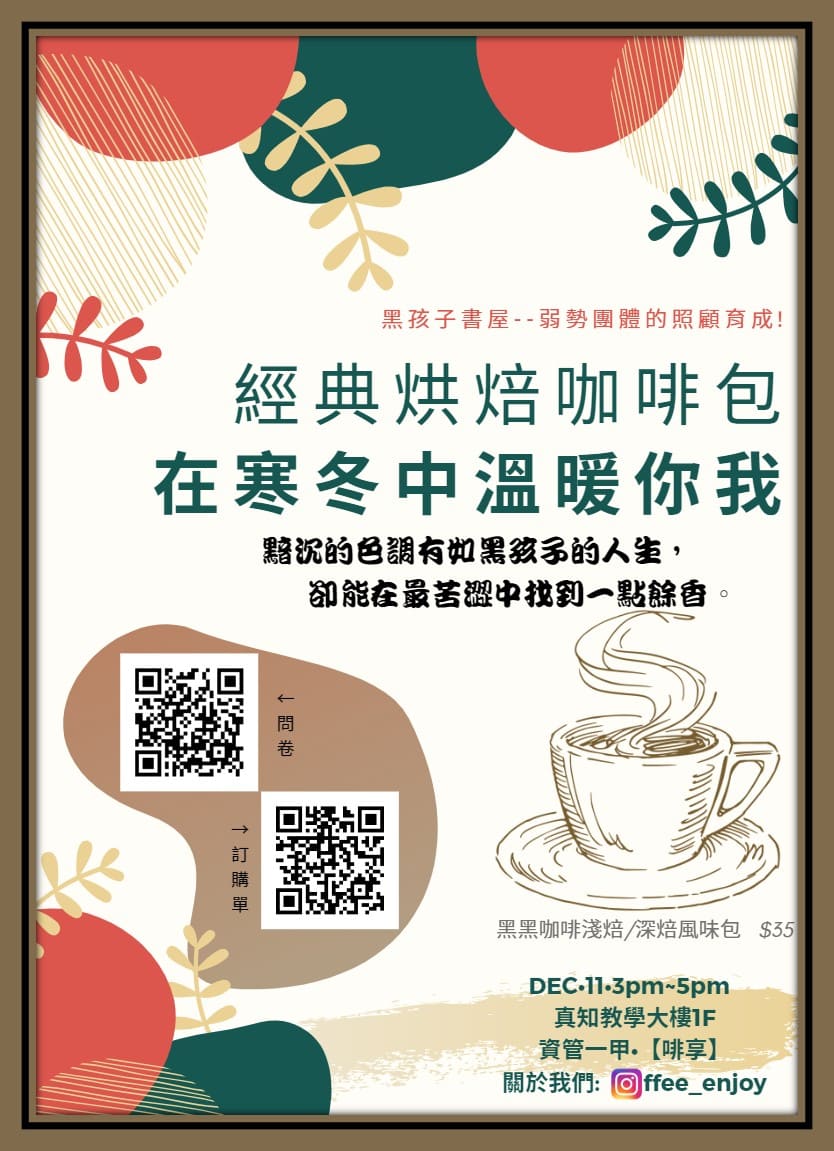 黑孩子書屋--弱勢團體的照顧育成!
經典烘焙咖啡包
在寒冬中溫暖你我
黯沉的色調有如黑孩子的人生，
卻能在最苦澀中找到一點餘香。
←問卷
→訂購單
黑黑咖啡淺焙/深焙風味包 $35
DEC•11•3pm~5pm
真知教學大樓1F
資管一甲•【啡享】
關於我們: ffee_enjoy